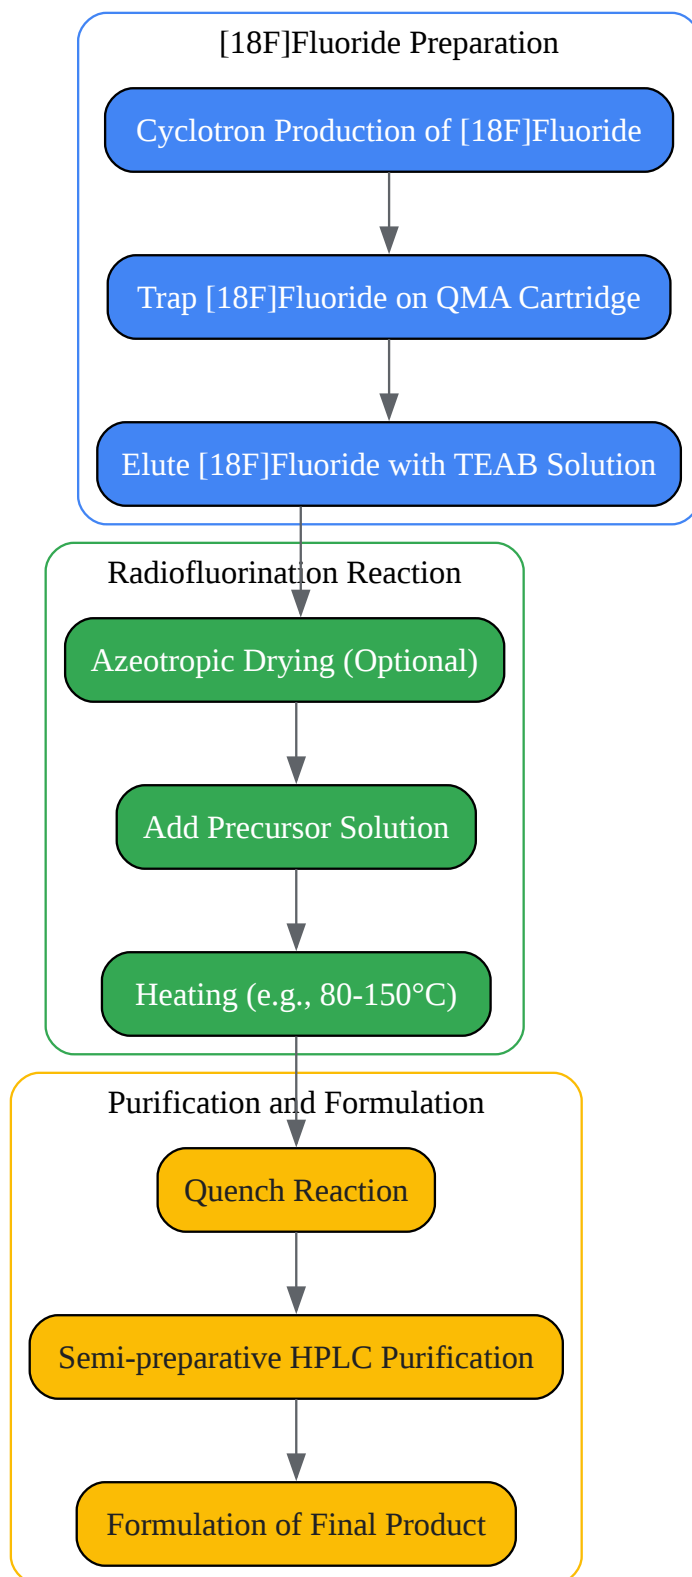 [18F]Fluoride Preparation
Cyclotron Production of [18F]Fluoride
Trap [18F]Fluoride on QMA Cartridge
Elute [18F]Fluoride with TEAB Solution
Radiofluorination Reaction
Azeotropic Drying (Optional)
Add Precursor Solution
Heating (e.g., 80-150°C)
Purification and Formulation
Quench Reaction
Semi-preparative HPLC Purification
Formulation of Final Product